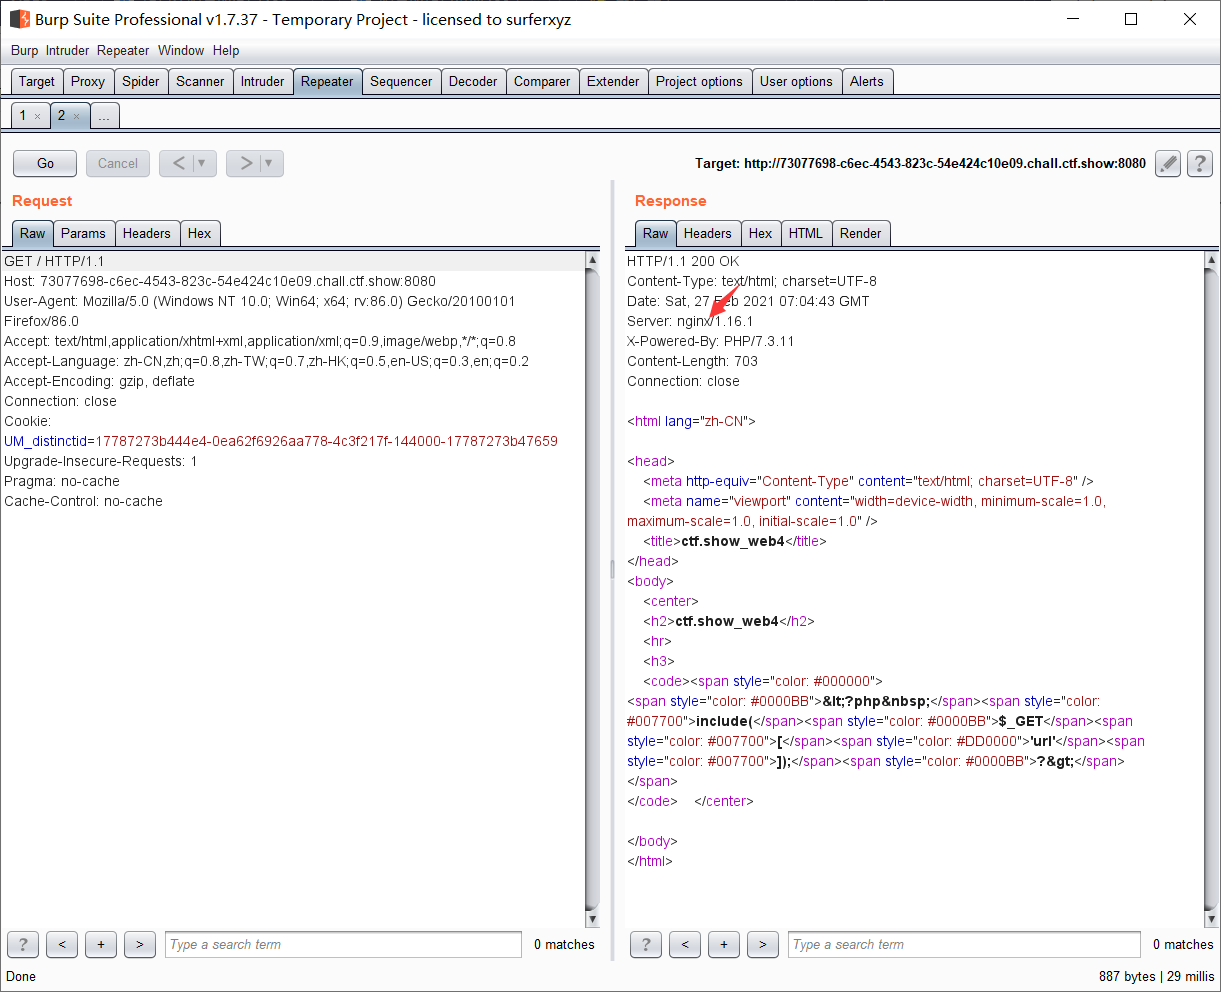 Burp Suite Professional v1.7.37 - Temporary Project - licensed to surferxyz
Burp Intruder Repeater Window Help
Target Proxy Spider Scanner Intruder Repeater Sequencer Decoder Comparer Extender Project options User options Alerts
1 × 2 × ...
Go Cancel < ▼ > ▼ Target: http://73077698-c6ec-4543-823c-54e424c10e09.chall.ctf.show:8080 ?
Request
Raw Params Headers Hex
GET / HTTP/1.1
Host: 73077698-c6ec-4543-823c-54e424c10e09.chall.ctf.show:8080
User-Agent: Mozilla/5.0 (Windows NT 10.0; Win64; x64; rv:86.0) Gecko/20100101
Firefox/86.0
Accept: text/html,application/xhtml+xml,application/xml;q=0.9,image/webp,*/*;q=0.8
Accept-Language: zh-CN,zh;q=0.8,zh-TW;q=0.7,zh-HK;q=0.5,en-US;q=0.3,en;q=0.2
Accept-Encoding: gzip, deflate
Connection: close
Cookie:
UM_distinctid=17787273b444e4-0ea62f6926aa778-4c3f217f-144000-17787273b47659
Upgrade-Insecure-Requests: 1
Pragma: no-cache
Cache-Control: no-cache
? < + > Type a search term 0 matches
Response
Raw Headers Hex HTML Render
HTTP/1.1 200 OK
Content-Type: text/html; charset=UTF-8
Date: Sat, 27 Feb 2021 07:04:43 GMT
Server: nginx/1.16.1
X-Powered-By: PHP/7.3.11
Content-Length: 703
Connection: close
<html lang="zh-CN">
<head>
<meta http-equiv="Content-Type" content="text/html; charset=UTF-8" />
<meta name="viewport" content="width=device-width, minimum-scale=1.0,
maximum-scale=1.0, initial-scale=1.0" />
<title>ctf.show_web4</title>
</head>
<body>
<center>
<h2>ctf.show_web4</h2>
<hr>
<h3>
<code><span style="color: #000000">
<span style="color: #0000BB">&lt;?php&nbsp;</span><span style="color:
#007700">include(</span><span style="color: #0000BB">$_GET</span><span
style="color: #007700">[</span><span style="color: #DD0000">'url'</span><span
style="color: #007700">]);</span><span style="color: #0000BB">?&gt;</span>
</span>
</code> </center>
</body>
</html>
? < + > Type a search term 0 matches
Done 887 bytes | 29 millis